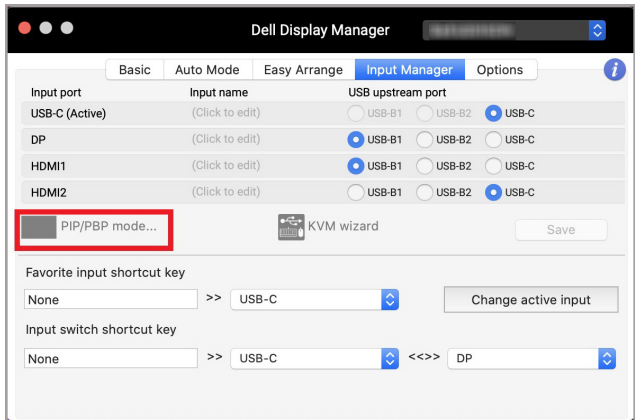 Dell Display Manager
Basic Auto Mode Easy Arrange Input Manager Options i
Input port Input name USB upstream port
USB-C (Active) (Click to edit) USB-B1 USB-B2 USB-C
DP (Click to edit) USB-B1 USB-B2 USB-C
HDMI1 (Click to edit) USB-B1 USB-B2 USB-C
HDMI2 (Click to edit) USB-B1 USB-B2 USB-C
PIP/PBP mode... KVM wizard Save
Favorite input shortcut key
None >> USB-C Change active input
Input switch shortcut key
None >> USB-C <<>> DP